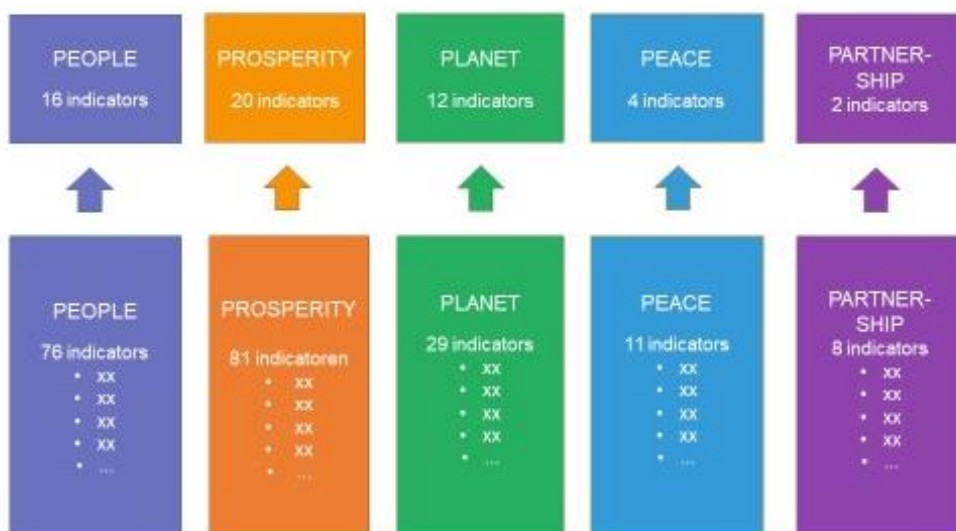 PEOPLE
16 indicators
PROSPERITY
20 indicators
PLANET
12 indicators
PEACE
4 indicators
PARTNER-
SHIP
2 indicators
PEOPLE
76 indicators
• xx
• xx
• xx
• xx
• ...
PROSPERITY
81 indicatoren
• xx
• xx
• xx
• xx
• ...
PLANET
29 indicators
• xx
• xx
• xx
• xx
• ...
PEACE
11 indicators
• xx
• xx
• xx
• xx
• ...
PARTNER-
SHIP
8 indicators
• xx
• xx
• xx
• xx
• ...